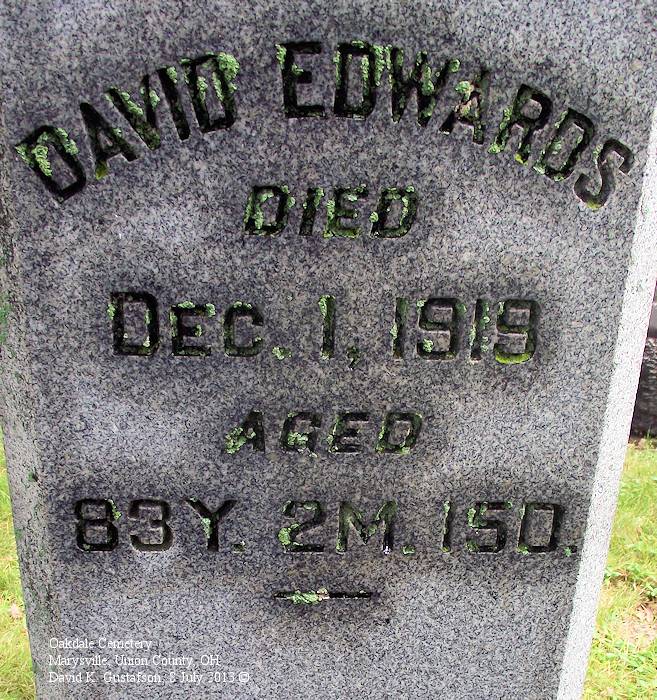 DAVID EDWARDS
DIED
DEC. 1, 1919
AGED
83Y. 2M. 15D.
Oakdale Cemetery
Marysville, Union County, OH
David K. Gustafson, 8 July 2013 ©